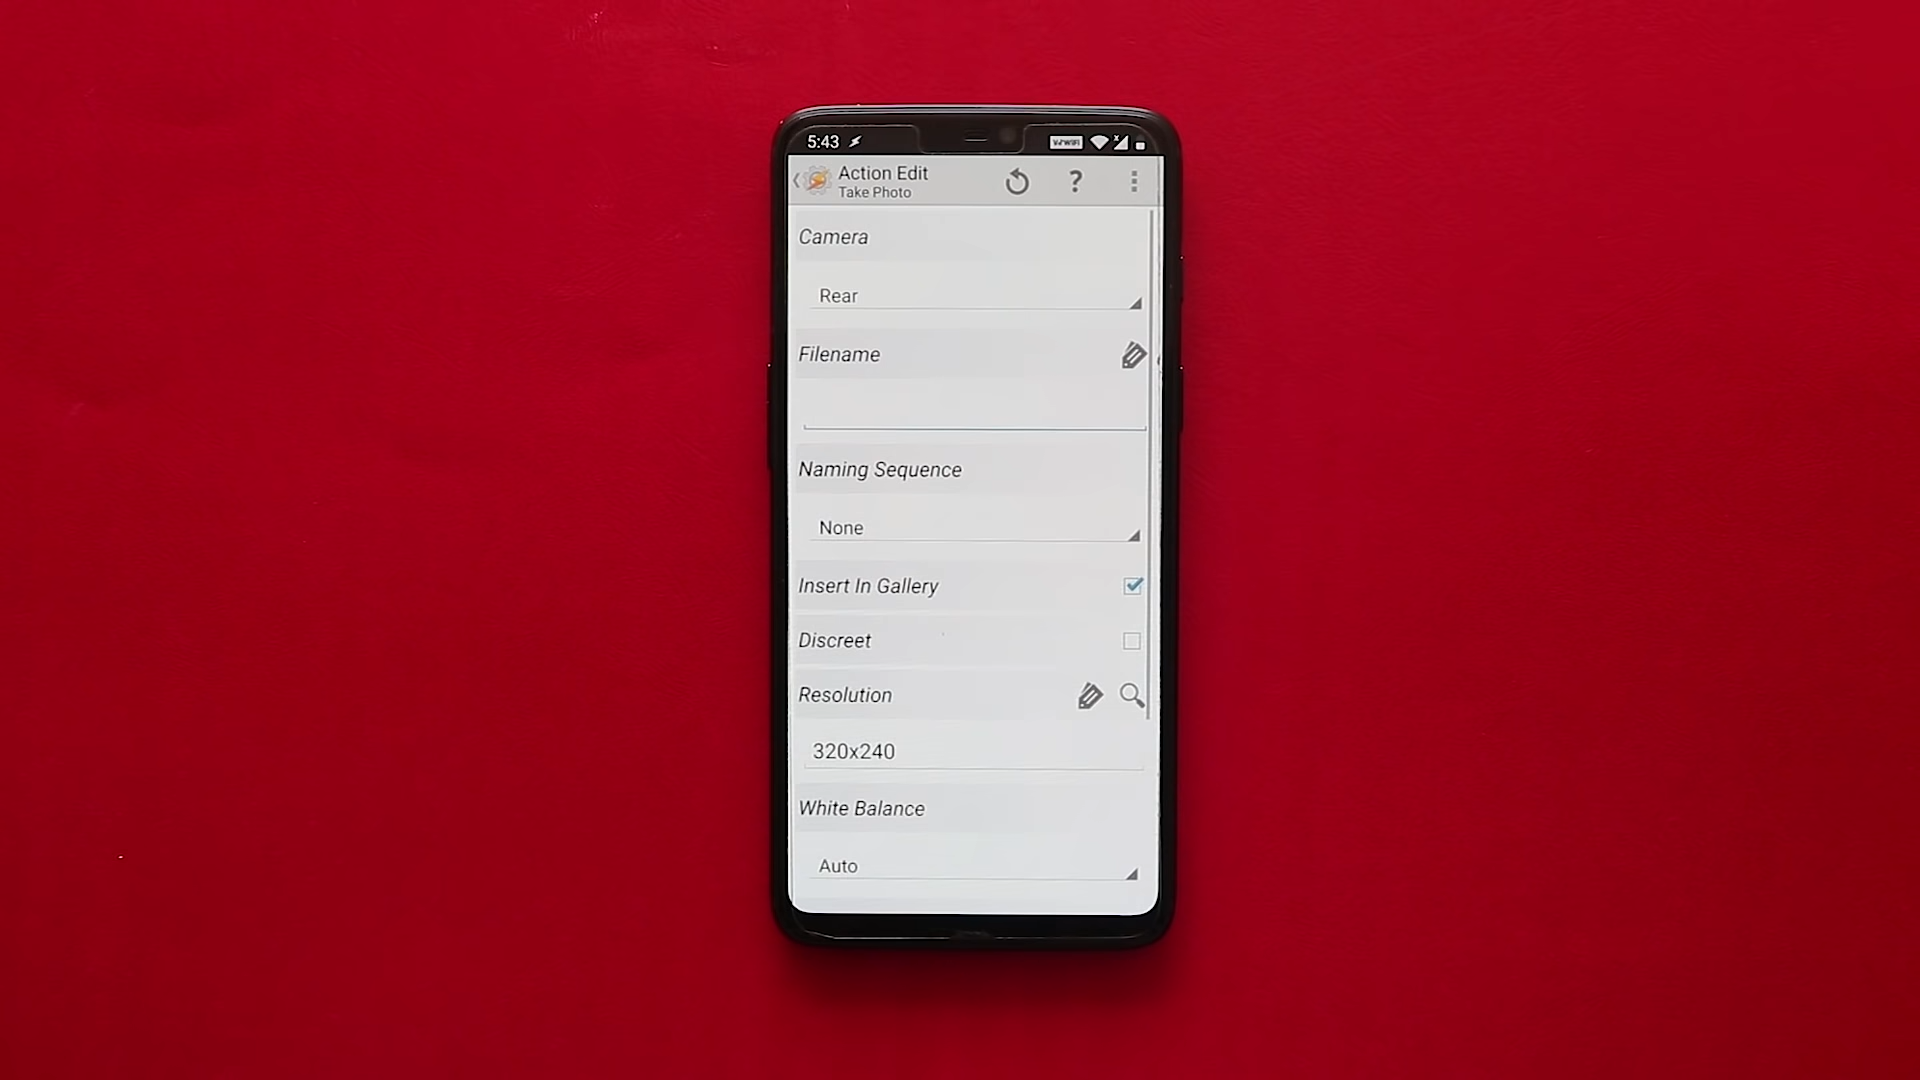 5:43
VoWiFi
Action Edit
Take Photo
Camera
Rear
Filename
Naming Sequence
None
Insert In Gallery
Discreet
Resolution
320x240
White Balance
Auto